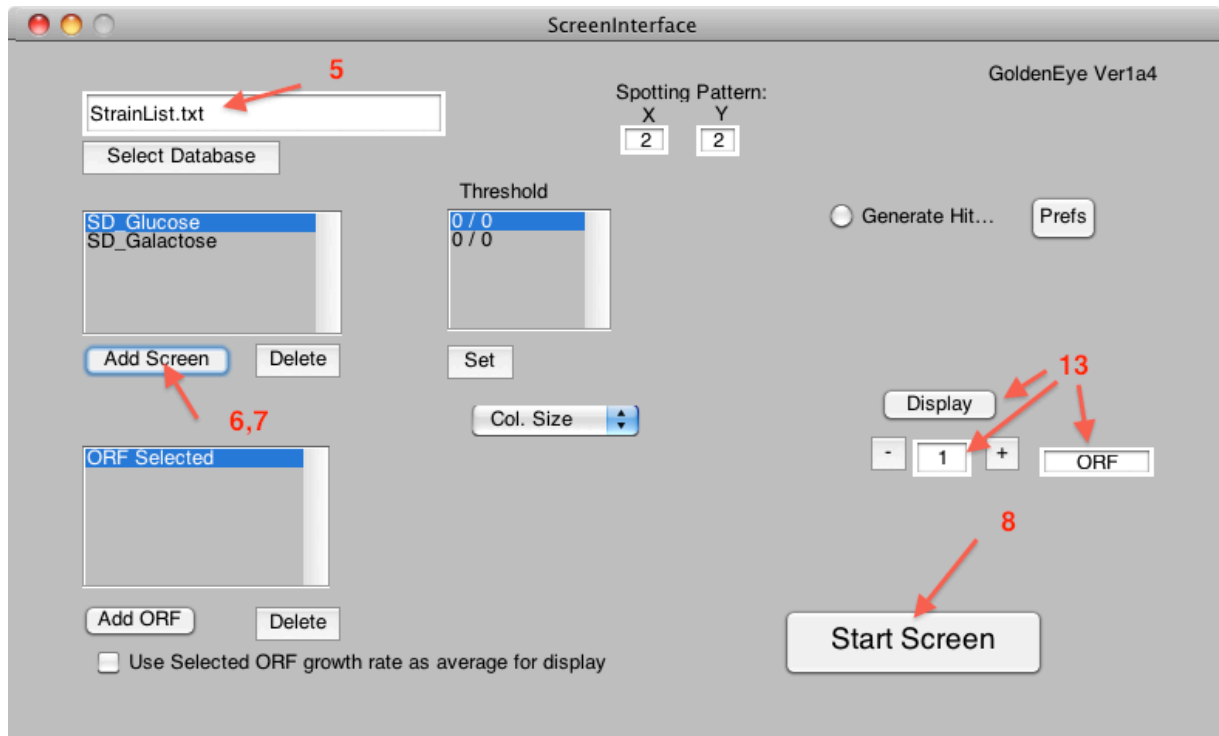 ScreenInterface
GoldenEye Ver1a4
5
StrainList.txt
Select Database
Spotting Pattern:
X Y
2 2
Threshold
SD_Glucose
SD_Galactose
0 / 0
0 / 0
Generate Hit...
Prefs
Add Screen
Delete
Set
6,7
Col. Size
13
Display
- 1 + ORF
ORF Selected
8
Add ORF
Delete
Start Screen
Use Selected ORF growth rate as average for display